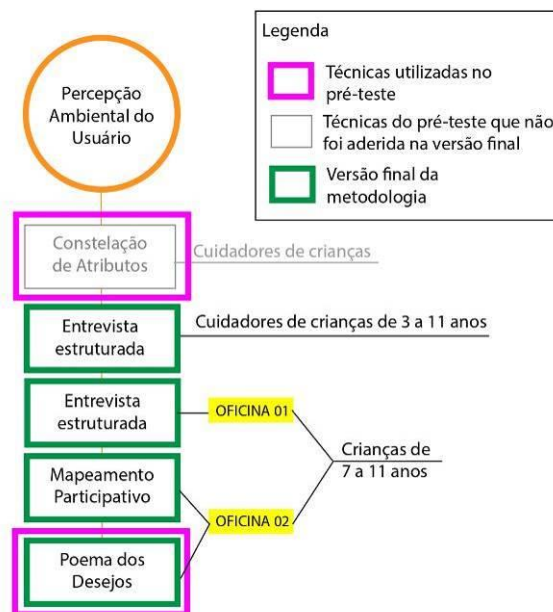 Percepção
Ambiental do
Usuário
Legenda
Técnicas utilizadas no
pré-teste
Técnicas do pré-teste que não
foi aderida na versão final
Versão final da
metodologia
Constelação
de Atributos
Cuidadores de crianças
Entrevista
estruturada
Cuidadores de crianças de 3 a 11 anos
Entrevista
estruturada
OFICINA 01
Crianças de
7 a 11 anos
Mapeamento
Participativo
OFICINA 02
Poema dos
Desejos